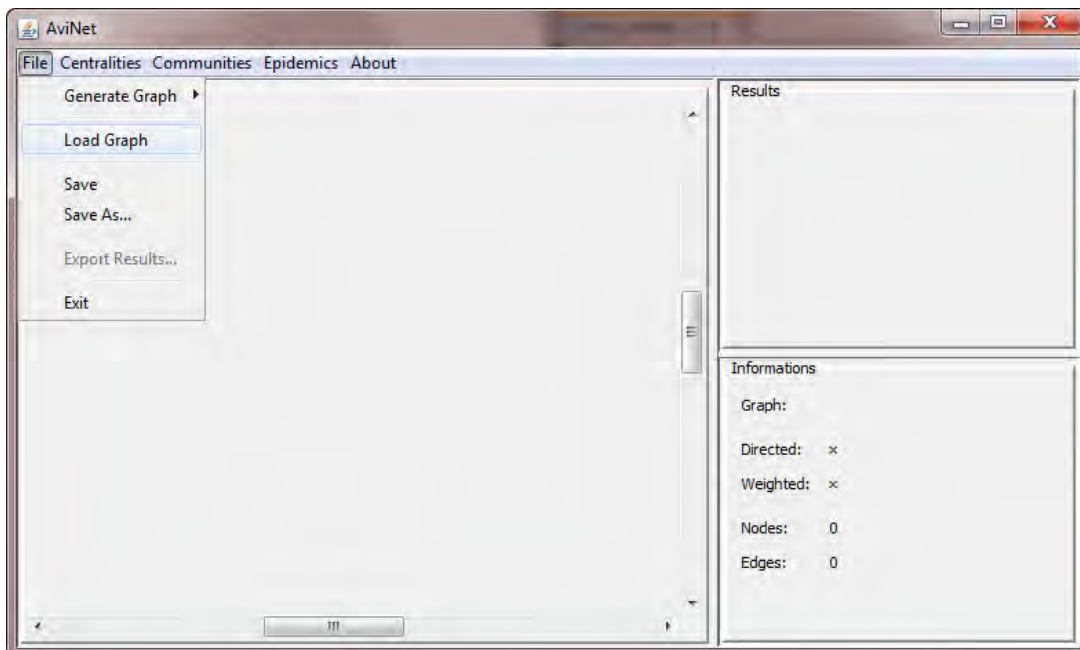 AviNet
File Centralities Communities Epidemics About
Generate Graph
Load Graph
Save
Save As...
Export Results...
Exit
Results
Informations
Graph:
Directed: ×
Weighted: ×
Nodes: 0
Edges: 0